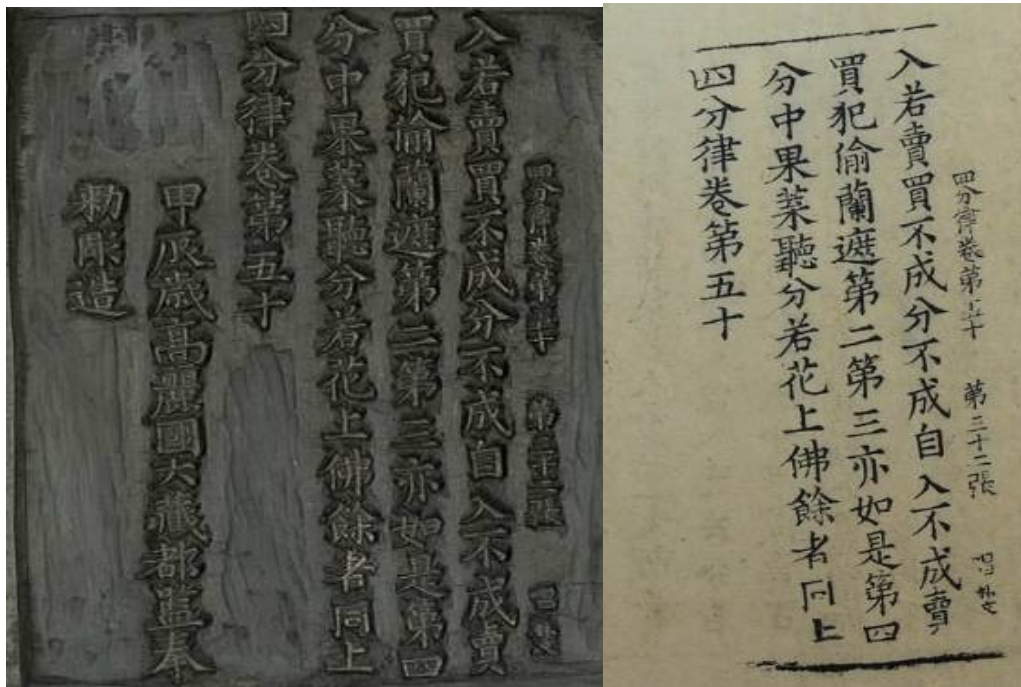 四分律卷第五十 第三十二張
入若賣買不成分不成自入不成賣
買犯偷蘭遮第二第三亦如是第四
分中果菜聽分若花上佛餘者同上
四分律卷第五十
甲辰歲高麗國大藏都監奉
勅彫造
四分律卷第五十 第三十二張
入若賣買不成分不成自入不成賣
買犯偷蘭遮第二第三亦如是第四
分中果菜聽分若花上佛餘者同上
四分律卷第五十